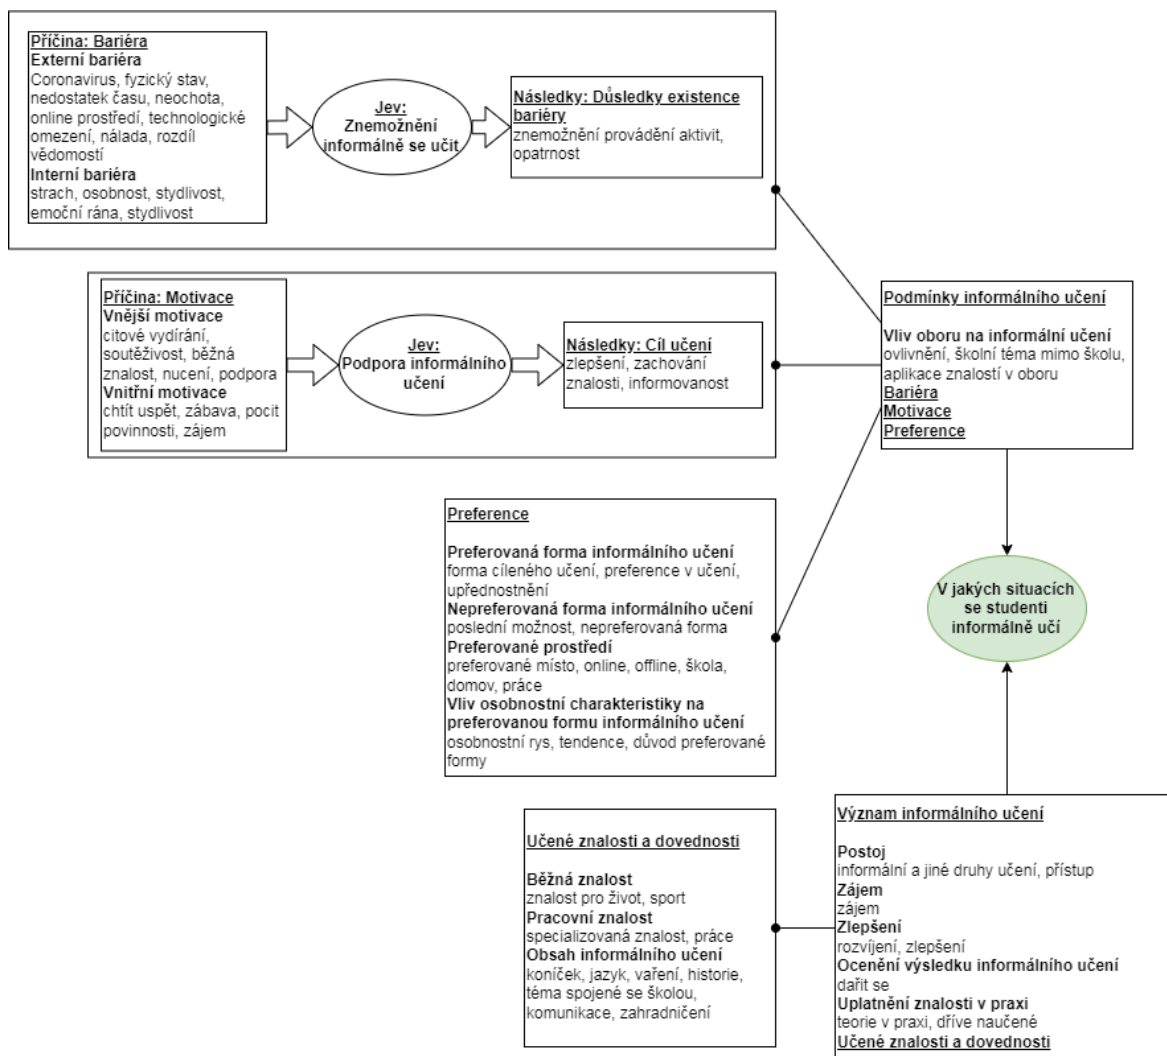 Příčina: Bariéra
Externí bariéra
Coronavirus, fyzický stav,
nedostatek času, neochota,
online prostředí, technologické
omezení, nálada, rozdíl
vědomostí
Interní bariéra
strach, osobnost, stydlivost,
emoční rána, stydlivost
Jev:
Znemožnění
informálně se učit
Následky: Důsledky existence
bariéry
znemožnění provádění aktivit,
opatrnost
Příčina: Motivace
Vnější motivace
citové vydírání,
soutěživost, běžná
znalost, nucení, podpora
Vnitřní motivace
chtít uspět, zábava, pocit
povinnosti, zájem
Jev:
Podpora informálního
učení
Následky: Cíl učení
zlepšení, zachování
znalosti, informovanost
Podmínky informálního učení
Vliv oboru na informální učení
ovlivnění, školní téma mimo školu,
aplikace znalostí v oboru
Bariéra
Motivace
Preference
Preference
Preferovaná forma informálního učení
forma cíleného učení, preference v učení,
upřednostnění
Nepreferovaná forma informálního učení
poslední možnost, nepreferovaná forma
Preferované prostředí
preferované místo, online, offline, škola,
domov, práce
Vliv osobnostní charakteristiky na
preferovanou formu informálního učení
osobnostní rys, tendence, důvod preferované
formy
V jakých situacích
se studenti
informálně učí
Učené znalosti a dovednosti
Běžná znalost
znalost pro život, sport
Pracovní znalost
specializovaná znalost, práce
Obsah informálního učení
koníček, jazyk, vaření, historie,
téma spojené se školou,
komunikace, zahradničení
Význam informálního učení
Postoj
informální a jiné druhy učení, přístup
Zájem
zájem
Zlepšení
rozvíjení, zlepšení
Ocenění výsledku informálního učení
dařit se
Uplatnění znalosti v praxi
teorie v praxi, dříve naučené
Učené znalosti a dovednosti